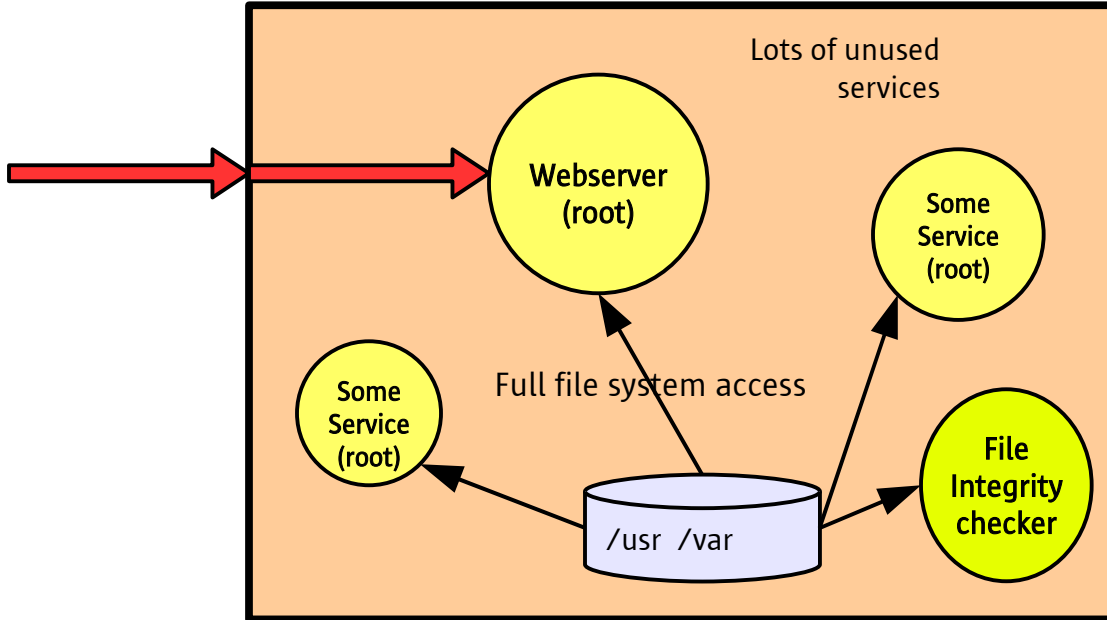 Lots of unused
services
Webserver
(root)
Some
Service
(root)
Full file system access
Some
Service
(root)
File
Integrity
checker
/usr /var